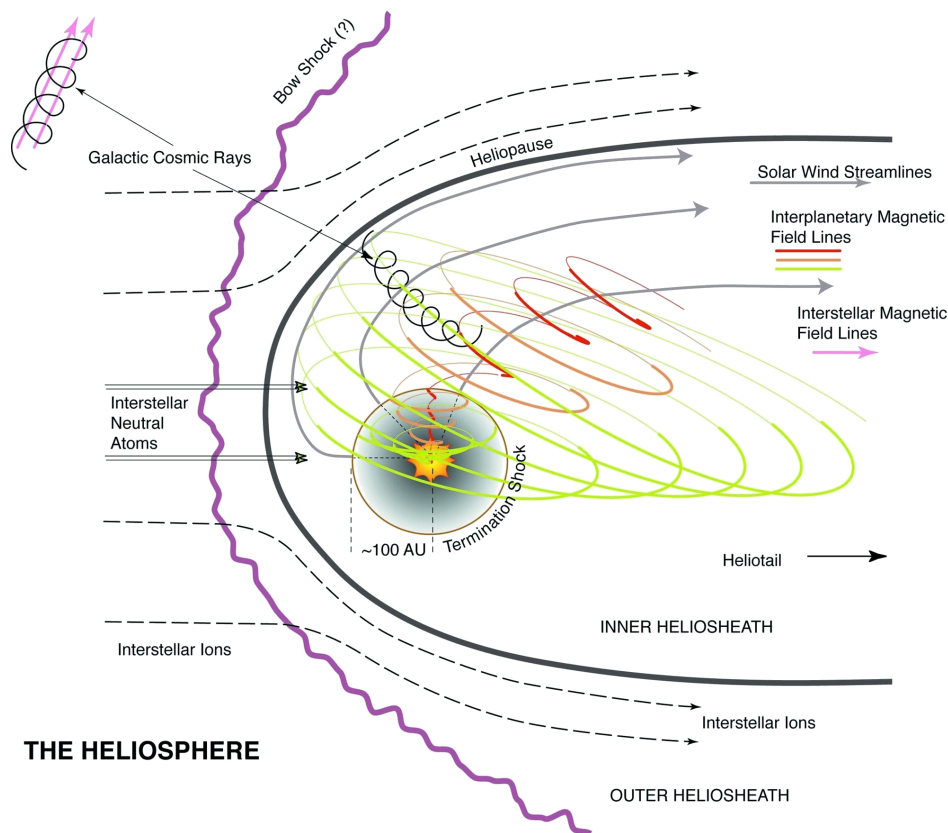 Bow Shock (?)
Galactic Cosmic Rays
Heliopause
Solar Wind Streamlines
Interplanetary Magnetic
Field Lines
Interstellar Magnetic
Field Lines
Interstellar
Neutral
Atoms
Termination Shock
~100 AU
Heliotail
INNER HELIOSHEATH
Interstellar Ions
Interstellar Ions
THE HELIOSPHERE
OUTER HELIOSHEATH